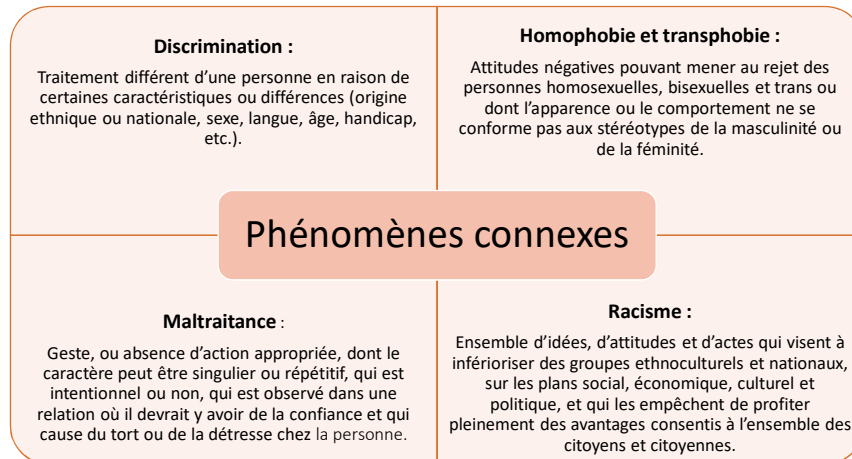 Discrimination :
Traitement différent d’une personne en raison de
certaines caractéristiques ou différences (origine
ethnique ou nationale, sexe, langue, âge, handicap,
etc.).
Homophobie et transphobie :
Attitudes négatives pouvant mener au rejet des
personnes homosexuelles, bisexuelles et trans ou
dont l’apparence ou le comportement ne se
conforme pas aux stéréotypes de la masculinité ou
de la féminité.
Phénomènes connexes
Maltraitance :
Geste, ou absence d’action appropriée, dont le
caractère peut être singulier ou répétitif, qui est
intentionnel ou non, qui est observé dans une
relation où il devrait y avoir de la confiance et qui
cause du tort ou de la détresse chez la personne.
Racisme :
Ensemble d’idées, d’attitudes et d’actes qui visent à
inférioriser des groupes ethnoculturels et nationaux,
sur les plans social, économique, culturel et
politique, et qui les empêchent de profiter
pleinement des avantages consentis à l’ensemble des
citoyens et citoyennes.